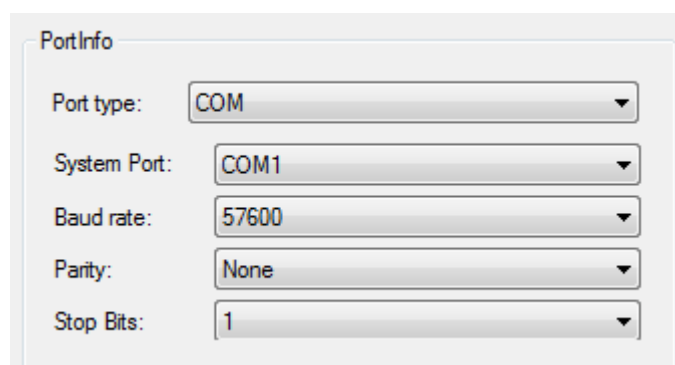 PortInfo
Port type: COM
System Port: COM1
Baud rate: 57600
Parity: None
Stop Bits: 1